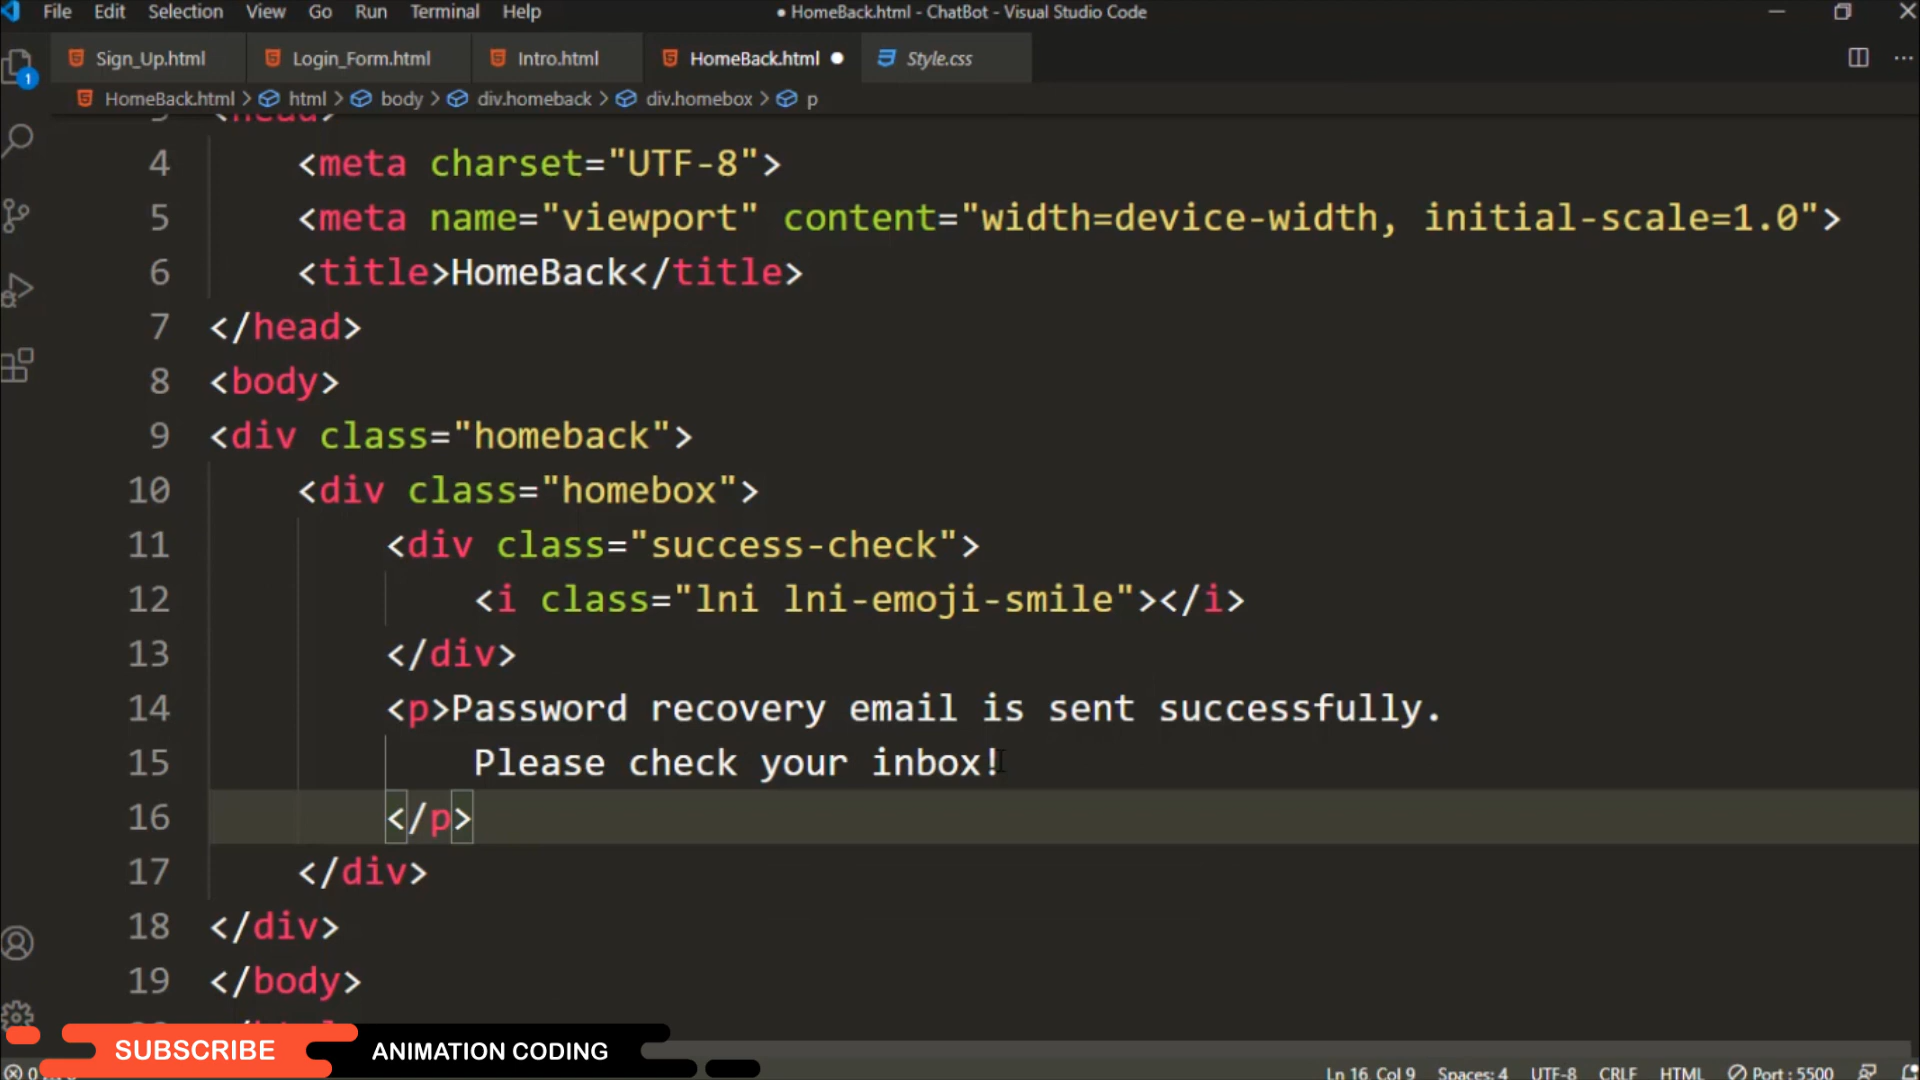 File Edit Selection View Go Run Terminal Help ● HomeBack.html - ChatBot - Visual Studio Code
1
Sign_Up.html Login_Form.html Intro.html HomeBack.html Style.css
HomeBack.html > html > body > div.homeback > div.homebox > p
3 <head>
4 <meta charset="UTF-8">
5 <meta name="viewport" content="width=device-width, initial-scale=1.0">
6 <title>HomeBack</title>
7 </head>
8 <body>
9 <div class="homeback">
10 <div class="homebox">
11 <div class="success-check">
12 <i class="lni lni-emoji-smile"></i>
13 </div>
14 <p>Password recovery email is sent successfully.
15 Please check your inbox!
16 </p>
17 </div>
18 </div>
19 </body>
SUBSCRIBE ANIMATION CODING
0 Ln 16, Col 9 Spaces: 4 UTF-8 CRLF HTML Port : 5500